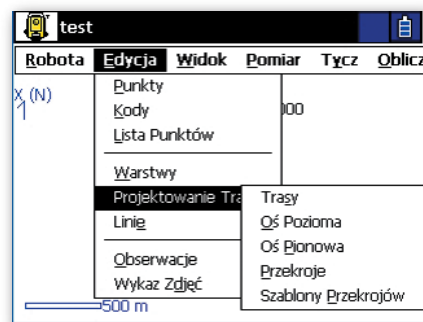 test
Robota Edycja Widok Pomiar Tycz Oblicz
X (N)
Punkty
Kody
000
Lista Punktów
Warstwy
Projektowanie Tra
Trasy
Linie
Oś Pozioma
Oś Pionowa
Obserwacje
Przekroje
Wykaz Zdjęć
Szablony Przekrojów
500 m